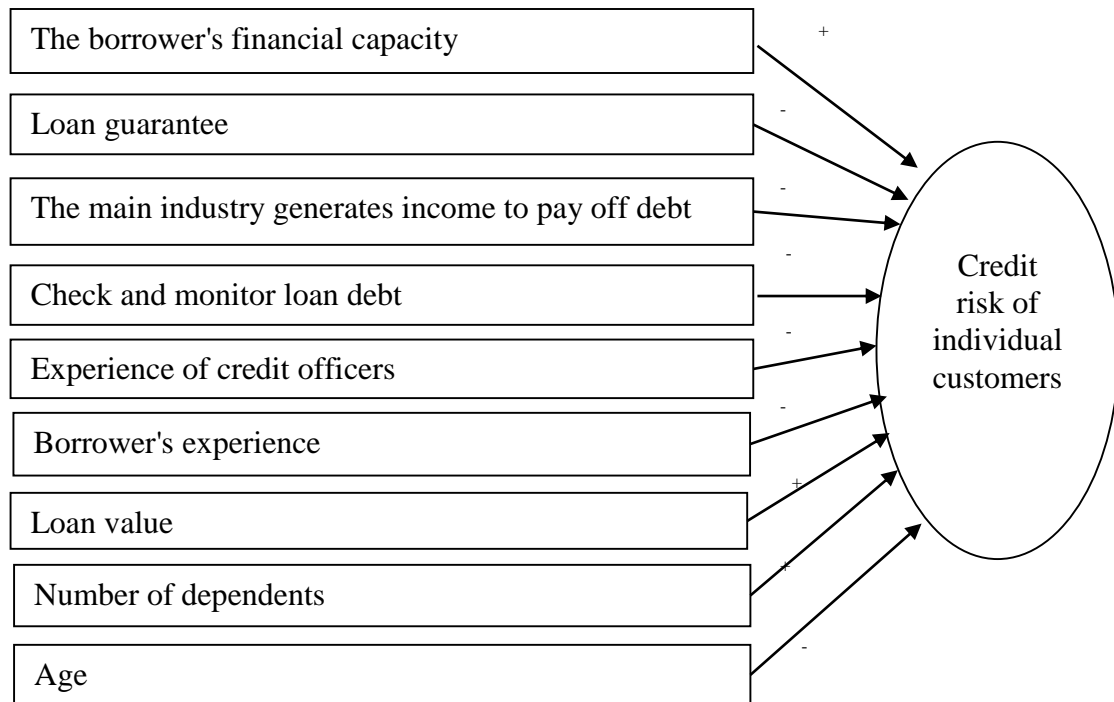 The borrower's financial capacity
+
Loan guarantee
-
The main industry generates income to pay off debt
-
Check and monitor loan debt
-
Experience of credit officers
-
Borrower's experience
-
Loan value
+
Number of dependents
+
Age
-
Credit
risk of
individual
customers